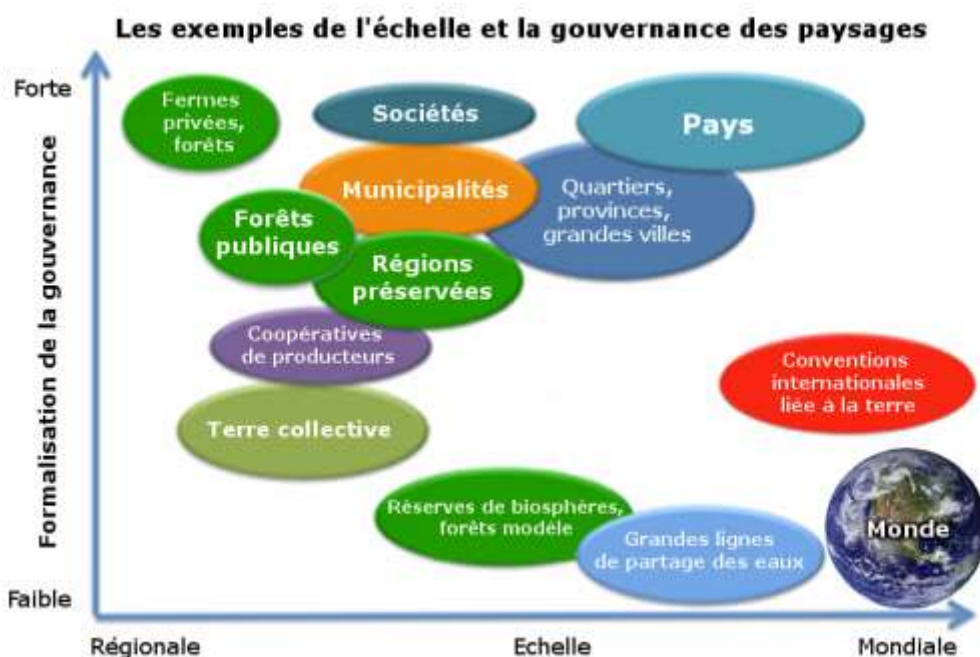 Les exemples de l'échelle et la gouvernance des paysages
Forte
Formalisation de la gouvernance
Faible
Fermes
privées,
forêts
Sociétés
Pays
Municipalités
Quartiers,
provinces,
grandes villes
Forêts
publiques
Régions
préservées
Coopératives
de producteurs
Conventions
internationales
liée à la terre
Terre collective
Réserves de biosphères,
forêts modèle
Grandes lignes
de partage des eaux
Monde
Régionale
Echelle
Mondiale